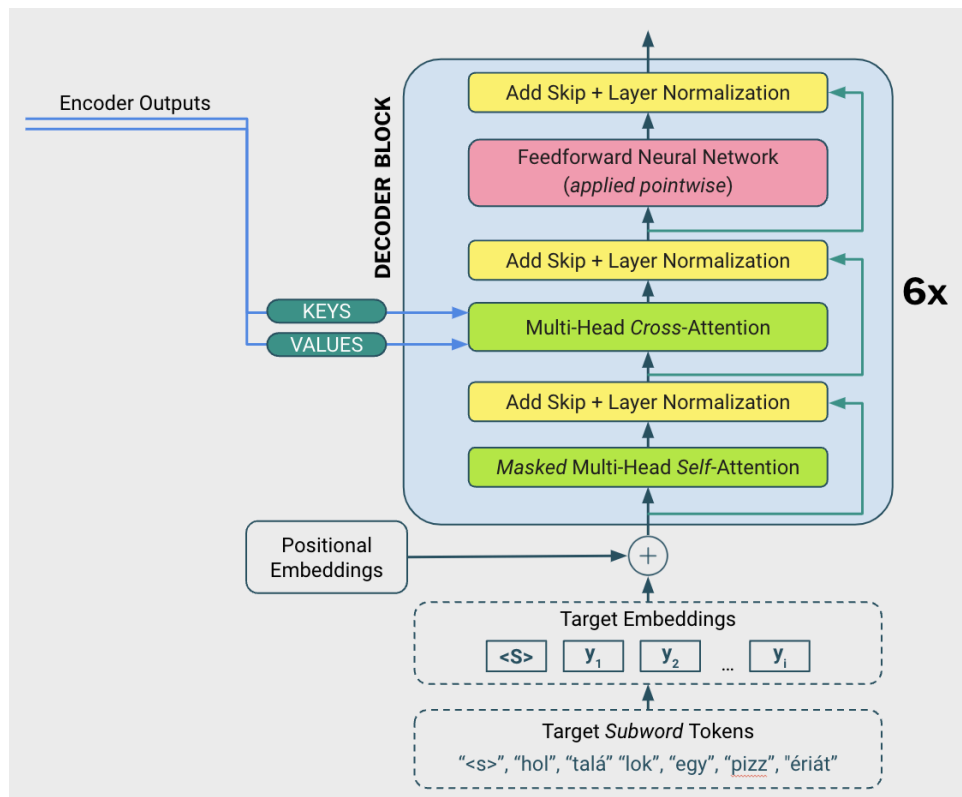 Encoder Outputs
DECODER BLOCK
Add Skip + Layer Normalization
Feedforward Neural Network
(applied pointwise)
Add Skip + Layer Normalization
6x
KEYS
VALUES
Multi-Head Cross-Attention
Add Skip + Layer Normalization
Masked Multi-Head Self-Attention
Positional
Embeddings
+
Target Embeddings
<S> y1 y2 ... yi
Target Subword Tokens
“<s>”, “hol”, “talá” “lok”, “egy”, “pizz”, "ériát”